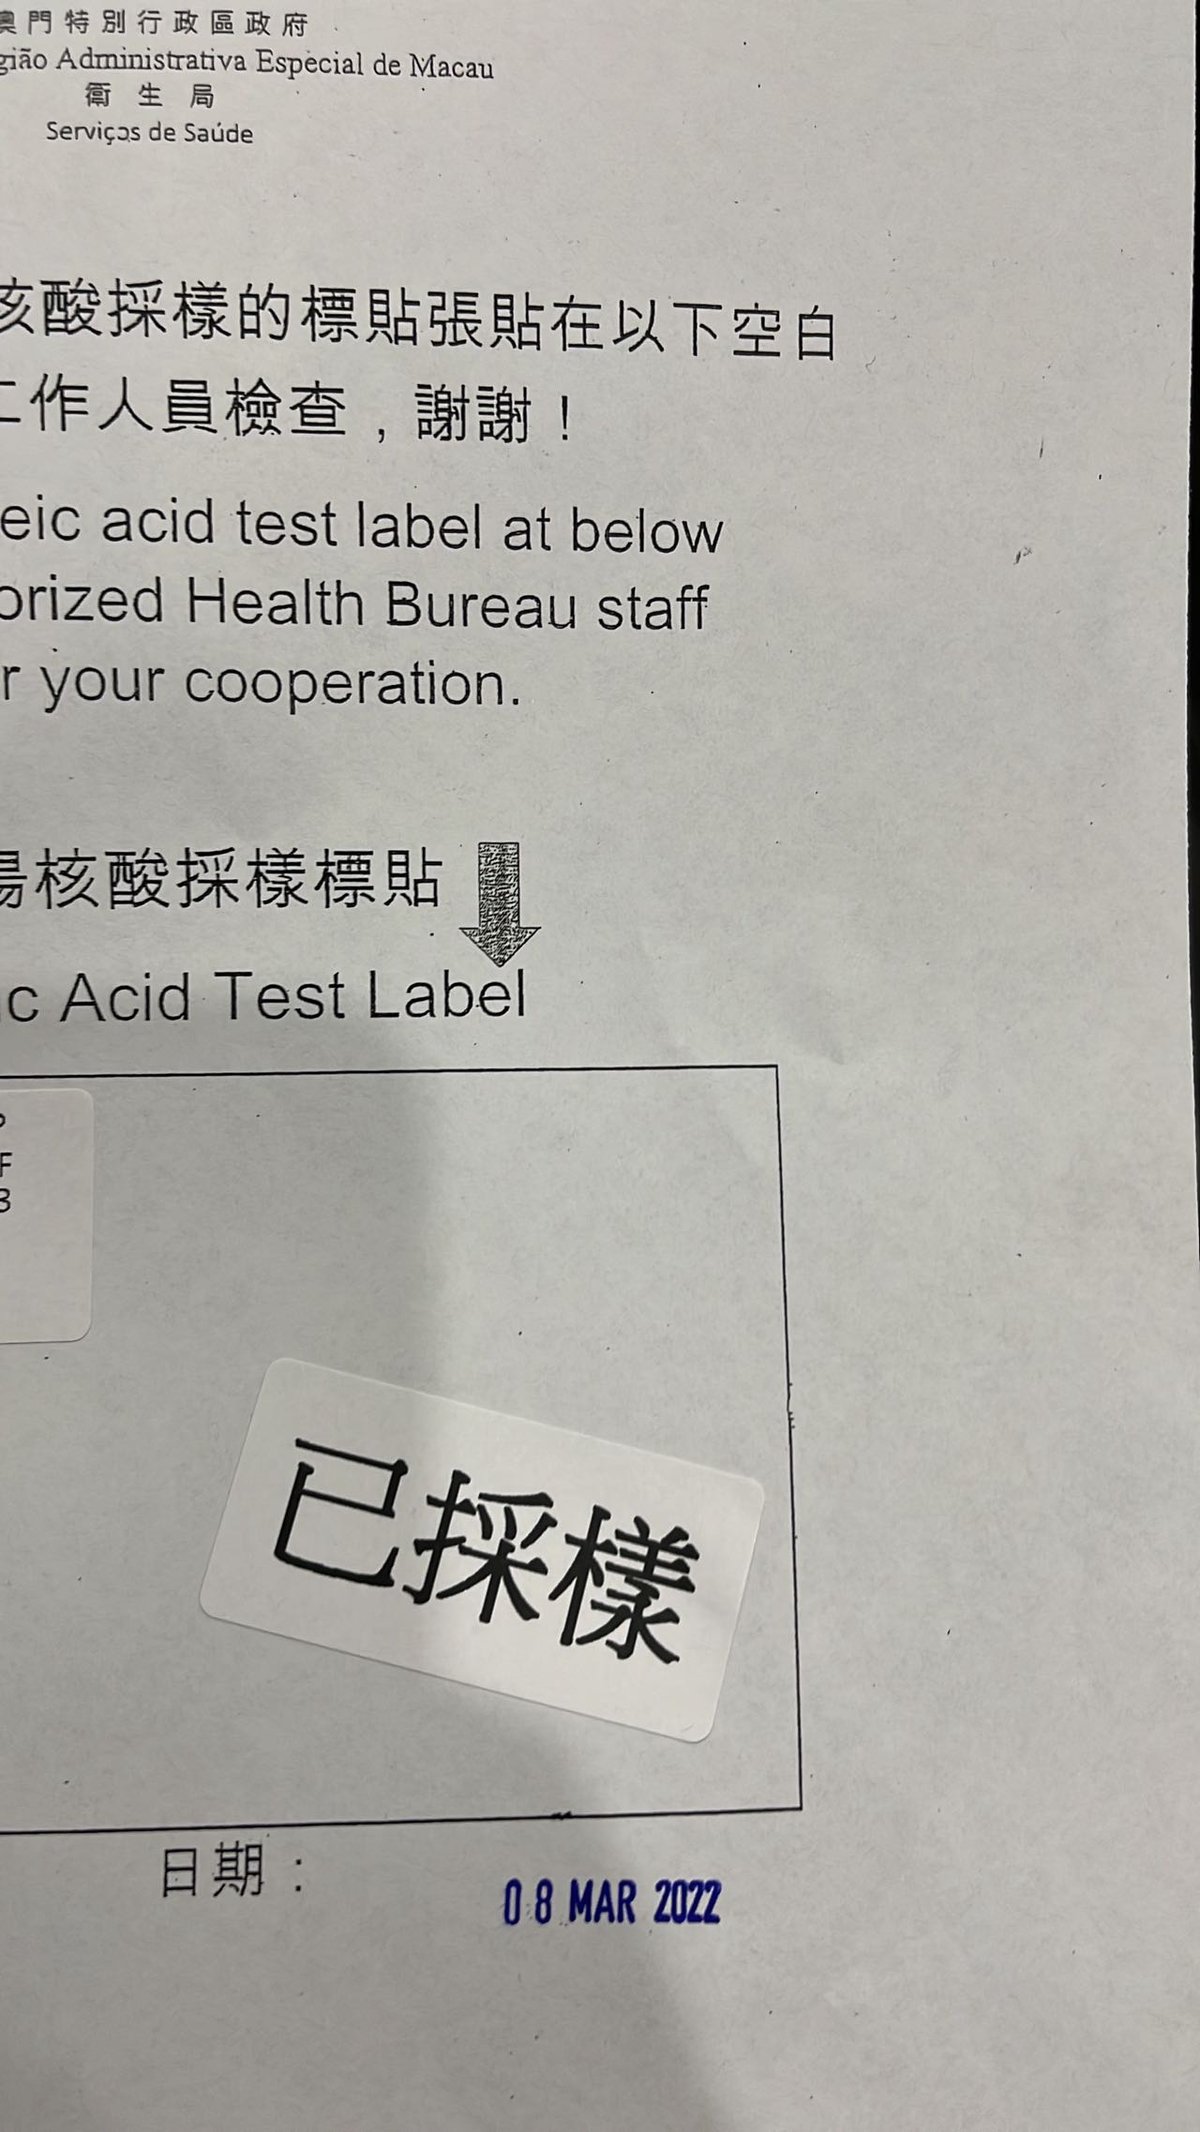 門特別行政區政府
Administrativa Especial de Macau
衛生局
Serviços de Saúde
核酸採樣的標貼張貼在以下空白
工作人員檢查，謝謝！
eic acid test label at below
orized Health Bureau staff
r your cooperation.
核酸採樣標貼
ic Acid Test Label
F
3
已採樣
日期：
08 MAR 2022